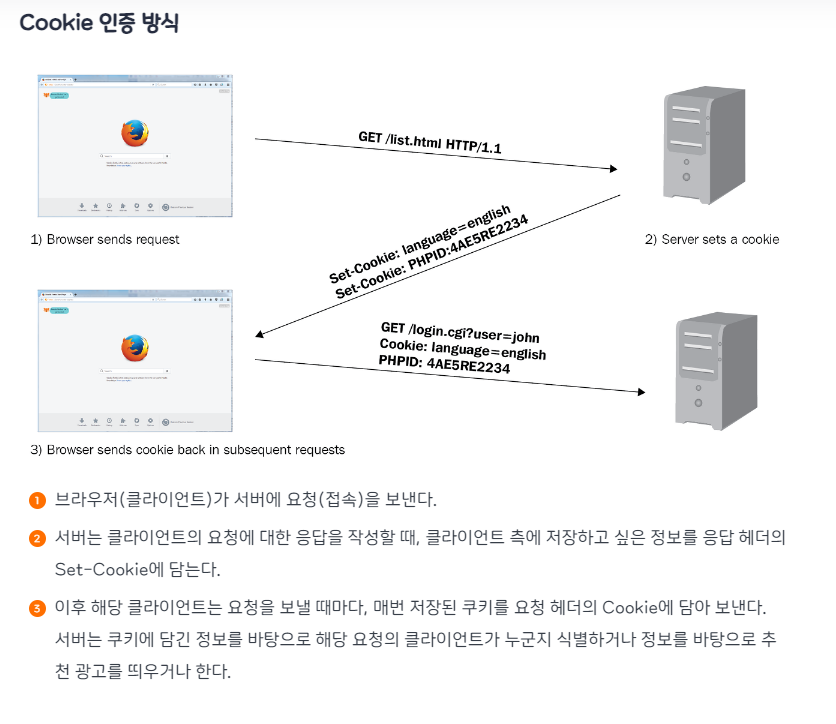 Cookie 인증 방식
GET /list.html HTTP/1.1
1) Browser sends request
2) Server sets a cookie
Set-Cookie: language=english
Set-Cookie: PHPID:4AE5RE2234
GET /login.cgi?user=john
Cookie: language=english
PHPID: 4AE5RE2234
3) Browser sends cookie back in subsequent requests
1 브라우저(클라이언트)가 서버에 요청(접속)을 보낸다.
2 서버는 클라이언트의 요청에 대한 응답을 작성할 때, 클라이언트 측에 저장하고 싶은 정보를 응답 헤더의
Set-Cookie에 담는다.
3 이후 해당 클라이언트는 요청을 보낼 때마다, 매번 저장된 쿠키를 요청 헤더의 Cookie에 담아 보낸다.
서버는 쿠키에 담긴 정보를 바탕으로 해당 요청의 클라이언트가 누군지 식별하거나 정보를 바탕으로 추
천 광고를 띄우거나 한다.